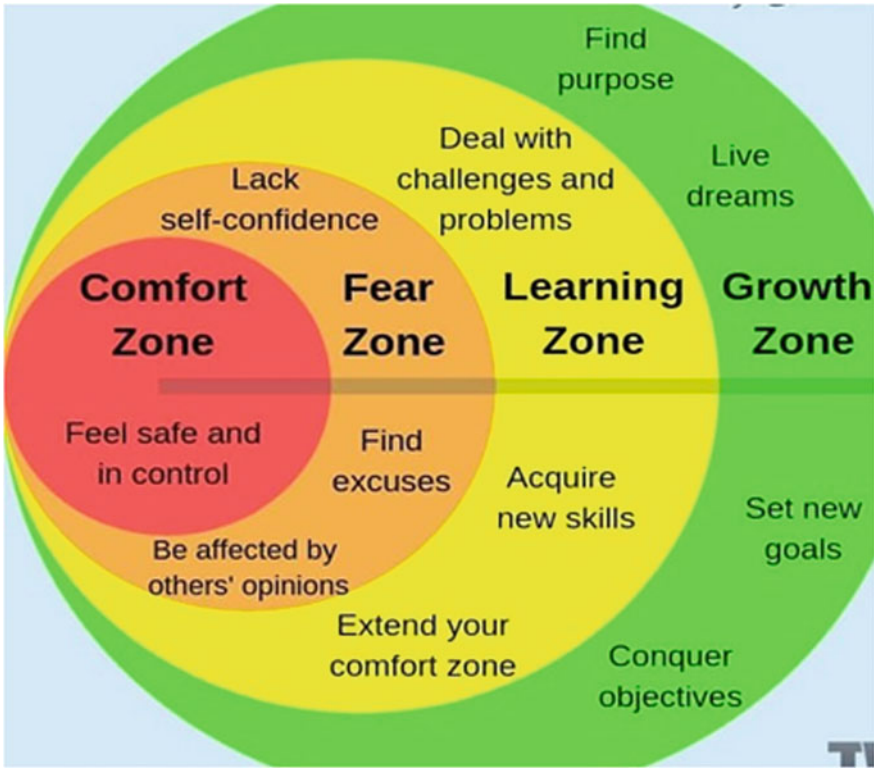 Find
purpose
Live
dreams
Deal with
challenges and
problems
Lack
self-confidence
Comfort
Zone
Fear
Zone
Learning
Zone
Growth
Zone
Feel safe and
in control
Find
excuses
Acquire
new skills
Set new
goals
Be affected by
others' opinions
Extend your
comfort zone
Conquer
objectives